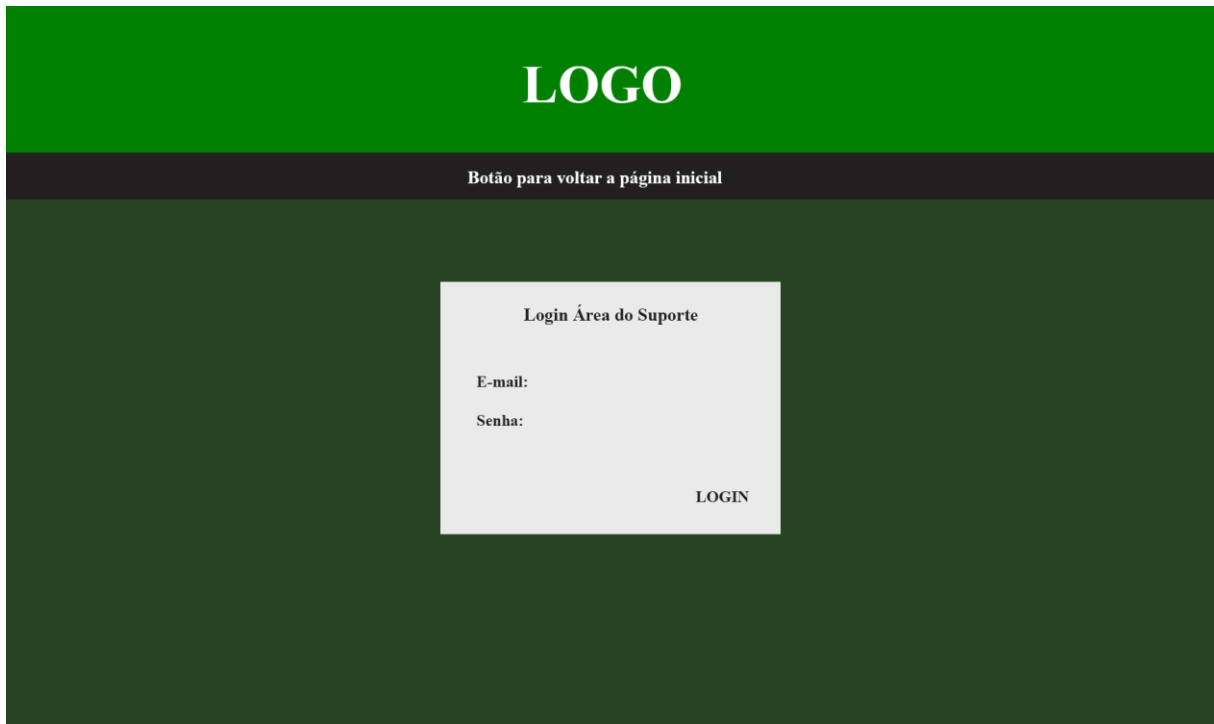 LOGO
Botão para voltar a página inicial
Login Área do Suporte
E-mail:
Senha:
LOGIN